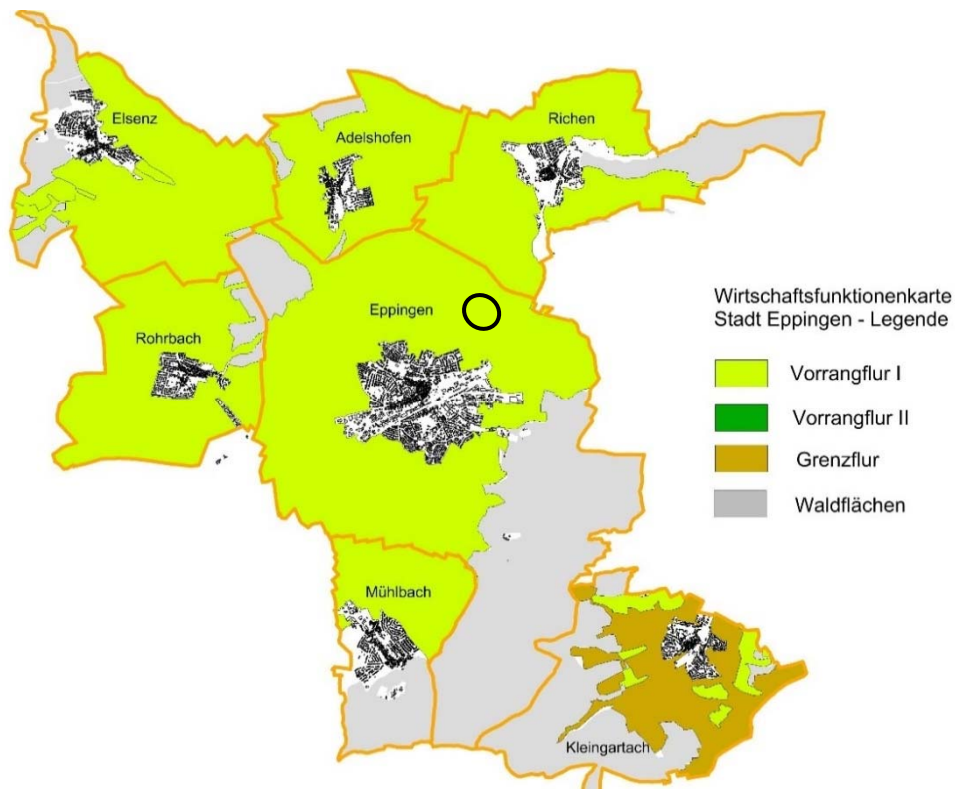 Elsenz
Adelshofen
Richen
Eppingen
Rohrbach
Mühlbach
Kleingartach
Wirtschaftsfunktionenkarte
Stadt Eppingen - Legende
Vorrangflur I
Vorrangflur II
Grenzflur
Waldflächen